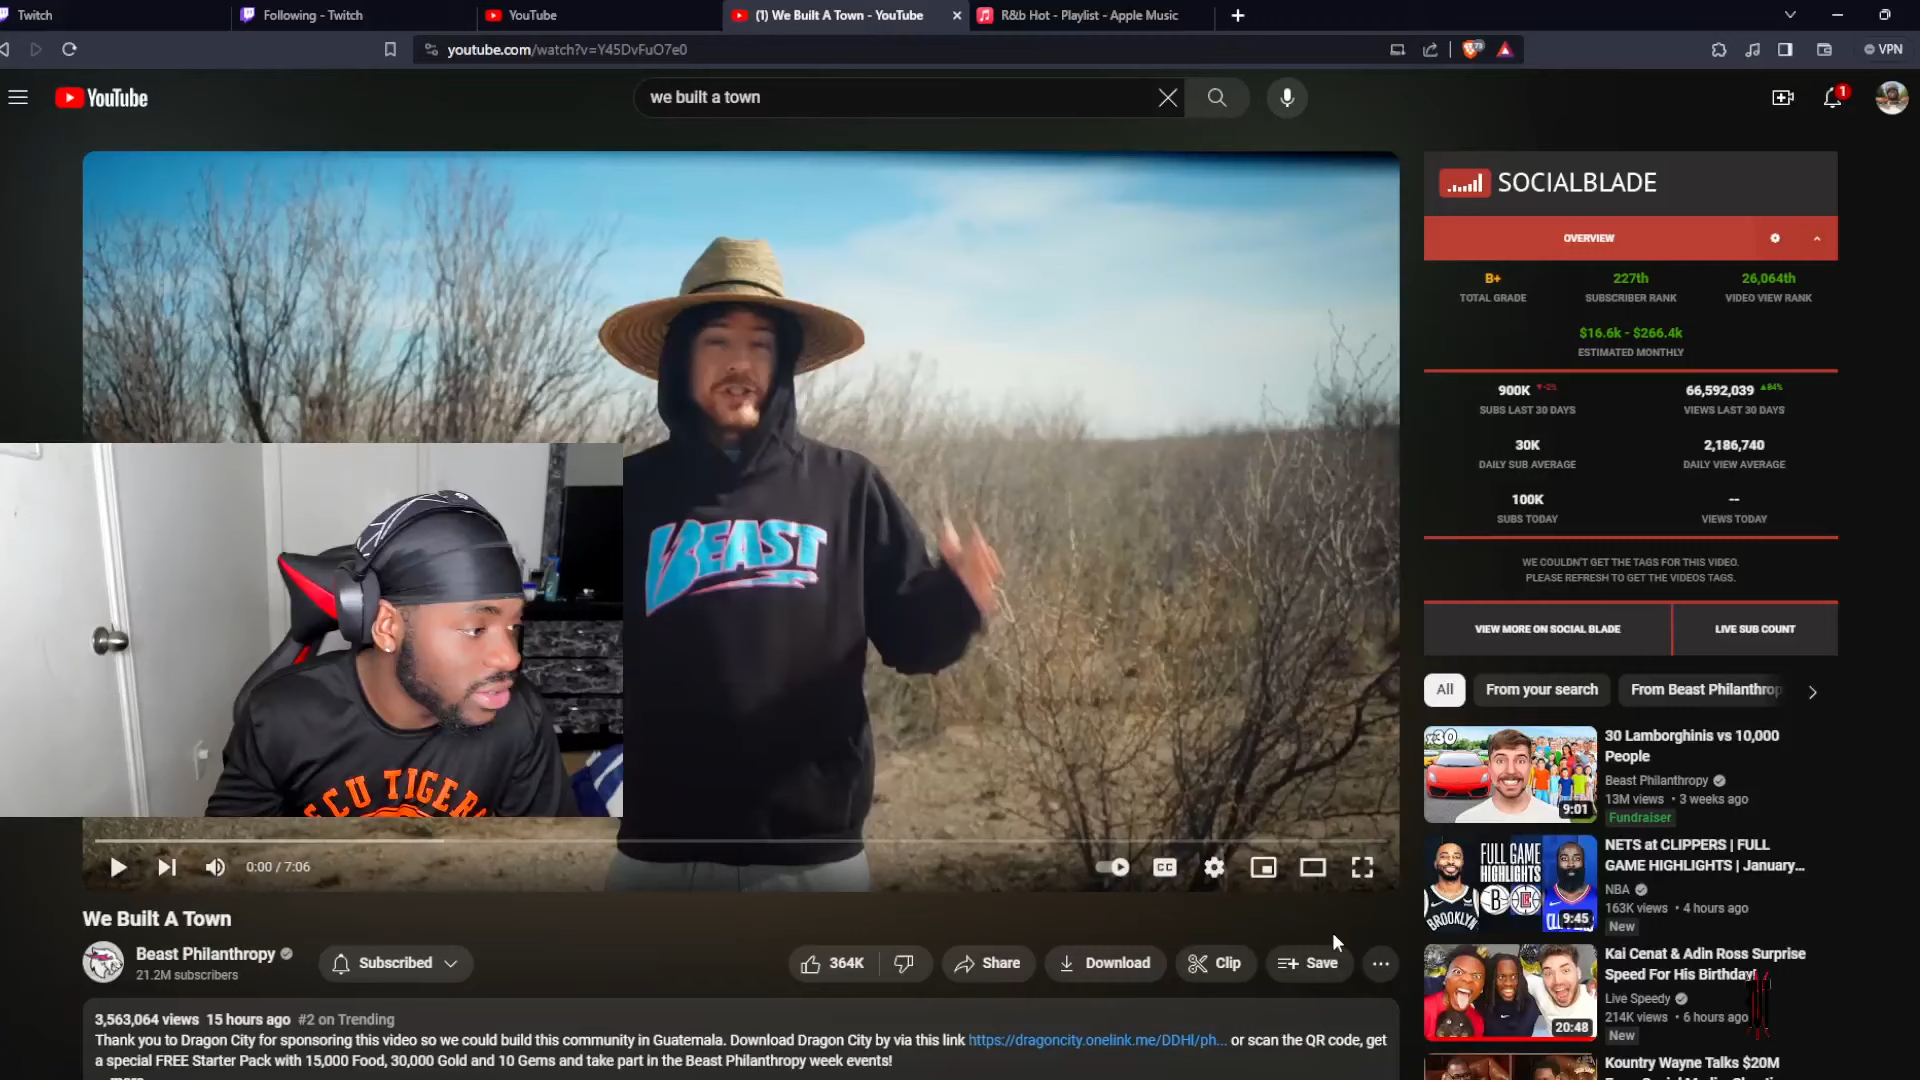 Twitch
Following - Twitch
YouTube
(1) We Built A Town - YouTube
R&b Hot - Playlist - Apple Music
youtube.com/watch?v=Y45DvFuO7e0
73
VPN
YouTube
we built a town
1
BEAST
ECU TIGERS
0:00 / 7:06
CC
We Built A Town
Beast Philanthropy
21.2M subscribers
Subscribed
364K
Share
Download
Clip
Save
3,563,064 views 15 hours ago #2 on Trending
Thank you to Dragon City for sponsoring this video so we could build this community in Guatemala. Download Dragon City by via this link https://dragoncity.onelink.me/DDHI/ph... or scan the QR code, get
a special FREE Starter Pack with 15,000 Food, 30,000 Gold and 10 Gems and take part in the Beast Philanthropy week events!
SOCIALBLADE
OVERVIEW
B+ 227th 26,064th
TOTAL GRADE SUBSCRIBER RANK VIDEO VIEW RANK
$16.6k - $266.4k
ESTIMATED MONTHLY
900K ▼-2% 66,592,039 ▲84%
SUBS LAST 30 DAYS VIEWS LAST 30 DAYS
30K 2,186,740
DAILY SUB AVERAGE DAILY VIEW AVERAGE
100K --
SUBS TODAY VIEWS TODAY
WE COULDN'T GET THE TAGS FOR THIS VIDEO.
PLEASE REFRESH TO GET THE VIDEOS TAGS.
VIEW MORE ON SOCIAL BLADE LIVE SUB COUNT
All From your search From Beast Philanthrop
x30
9:01
30 Lamborghinis vs 10,000
People
Beast Philanthropy
13M views • 3 weeks ago
Fundraiser
FULL GAME
HIGHLIGHTS
BROOKLYN
9:45
NETS at CLIPPERS | FULL
GAME HIGHLIGHTS | January...
NBA
163K views • 4 hours ago
New
20:48
Kai Cenat & Adin Ross Surprise
Speed For His Birthday!
Live Speedy
214K views • 6 hours ago
New
Kountry Wayne Talks $20M